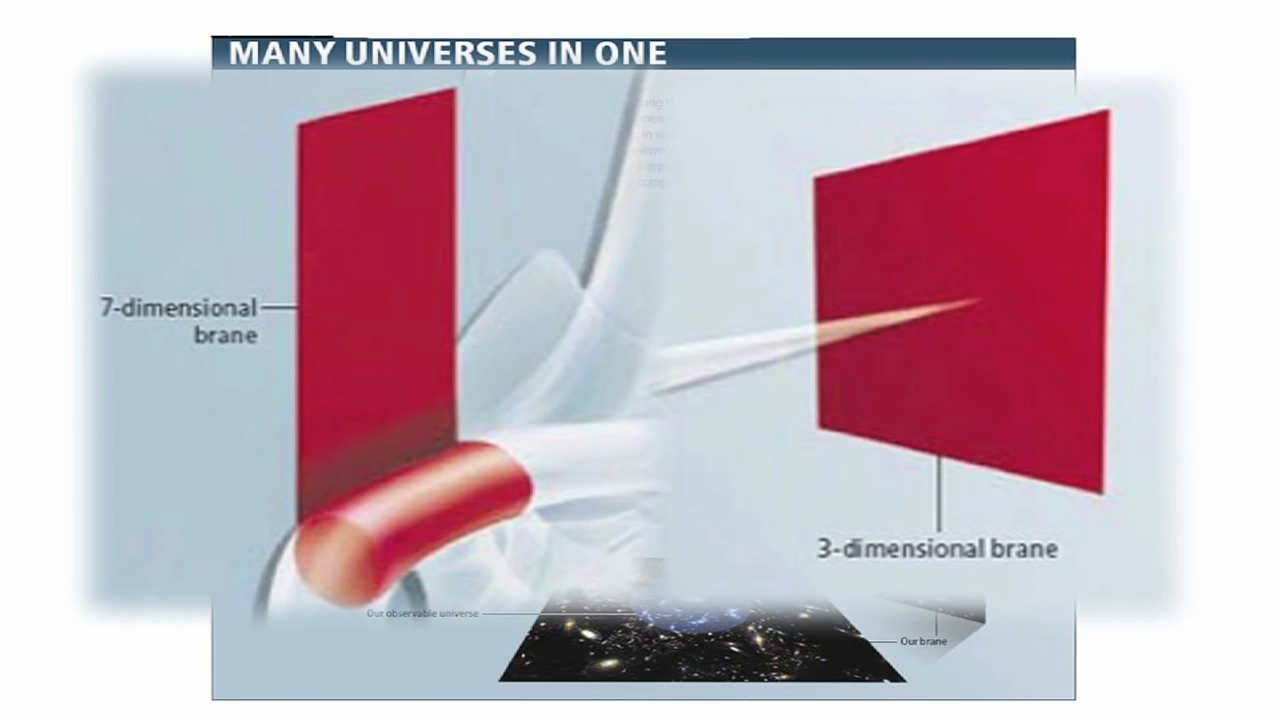 MANY UNIVERSES IN ONE
7-dimensional
brane
3-dimensional brane
Our observable universe
Our brane